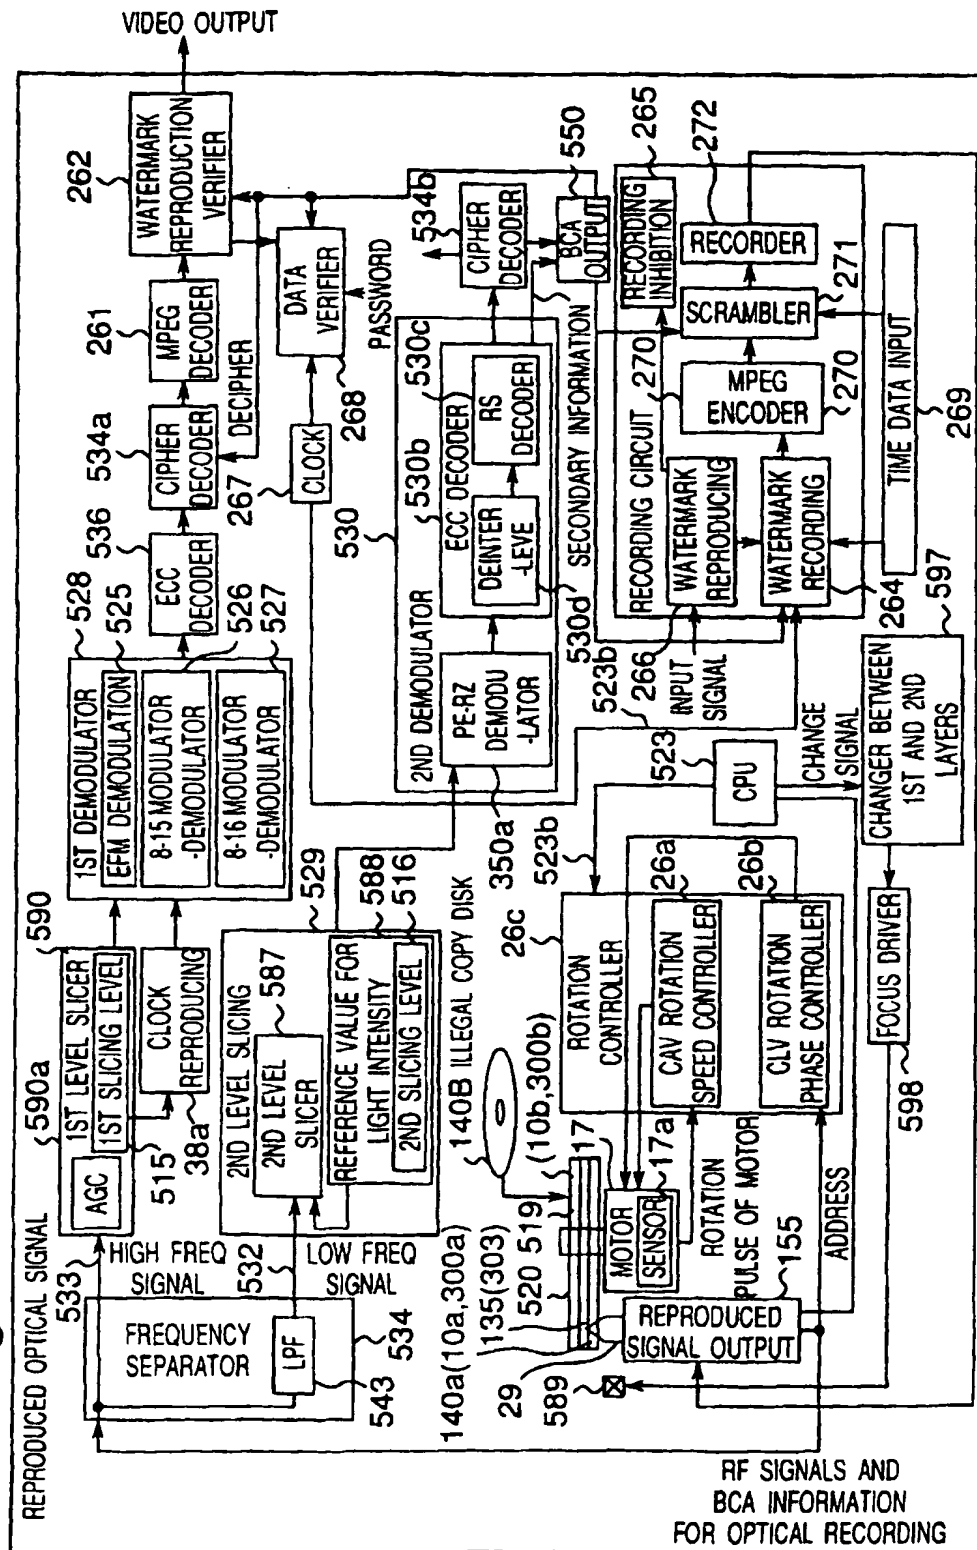 VIDEO OUTPUT
262
WATERMARK
REPRODUCTION
VERIFIER
261
MPEG
DECODER
534a
CIPHER
DECODER
DECIPHER
536
ECC
DECODER
528
525
526
527
1ST DEMODULATOR
EFM DEMODULATION
8-15 MODULATOR
-DEMODULATOR
8-16 MODULATOR
-DEMODULATOR
590
590a
1ST LEVEL SLICER
1ST SLICING LEVEL
AGC
515
CLOCK
REPRODUCING
38a
REPRODUCED OPTICAL SIGNAL
533
HIGH FREQ
SIGNAL
532
LOW FREQ
SIGNAL
FREQUENCY
SEPARATOR
LPF
534
543
529
2ND LEVEL SLICING
587
2ND LEVEL
SLICER
588
REFERENCE VALUE FOR
LIGHT INTENSITY
516
2ND SLICING LEVEL
DATA
VERIFIER
PASSWORD
268
CLOCK
267
530
2ND DEMODULATOR
PE-RZ
DEMODU
-LATOR
350a
530b
ECC DECODER
530c
RS
DECODER
DEINTER
-LEVE
530d
534b
CIPHER
DECODER
550
BCA
OUTPUT
SECONDARY INFORMATION
265
RECORDING
INHIBITION
272
RECORDER
271
SCRAMBLER
270
MPEG
ENCODER
270
RECORDING CIRCUIT
WATERMARK
REPRODUCING
266
INPUT
SIGNAL
WATERMARK
RECORDING
264
TIME DATA INPUT
269
523b
523
CPU
CHANGE
SIGNAL
597
CHANGER BETWEEN
1ST AND 2ND
LAYERS
FOCUS DRIVER
598
523b
26c
ROTATION
CONTROLLER
26a
CAV ROTATION
SPEED CONTROLLER
26b
CLV ROTATION
PHASE CONTROLLER
140B ILLEGAL COPY DISK
(10b,300b)
17
17a
MOTOR
SENSOR
519
520
135(303)
140a(10a,300a)
29
589
ROTATION
PULSE OF MOTOR
155
REPRODUCED
SIGNAL OUTPUT
ADDRESS
RF SIGNALS AND
BCA INFORMATION
FOR OPTICAL RECORDING